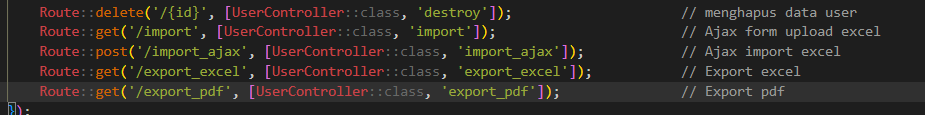 Route::delete('/{id}', [UserController::class, 'destroy']); // menghapus data user
Route::get('/import', [UserController::class, 'import']); // Ajax form upload excel
Route::post('/import_ajax', [UserController::class, 'import_ajax']); // Ajax import excel
Route::get('/export_excel', [UserController::class, 'export_excel']); // Export excel
Route::get('/export_pdf', [UserController::class, 'export_pdf']); // Export pdf
});